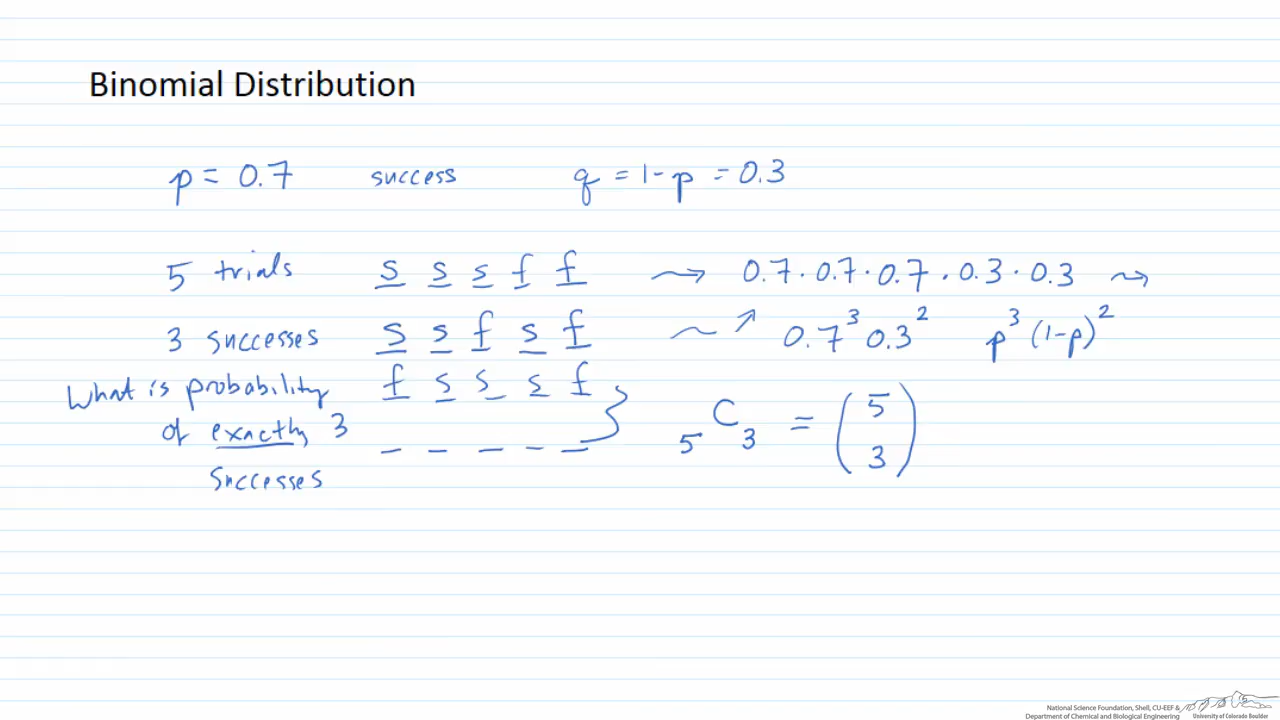 Binomial Distribution
p = 0.7 success q = 1-p = 0.3
5 trials s s s f f ⇝ 0.7 · 0.7 · 0.7 · 0.3 · 0.3 ⇝
3 successes s s f s f ~ ↗ 0.7³ 0.3² p³ (1-p)²
What is probability f s s s f
of exactly 3 _ _ _ _ _ } ₅C₃ = (5 3)
successes
National Science Foundation, Shell, CU-EEF &
Department of Chemical and Biological Engineering University of Colorado Boulder